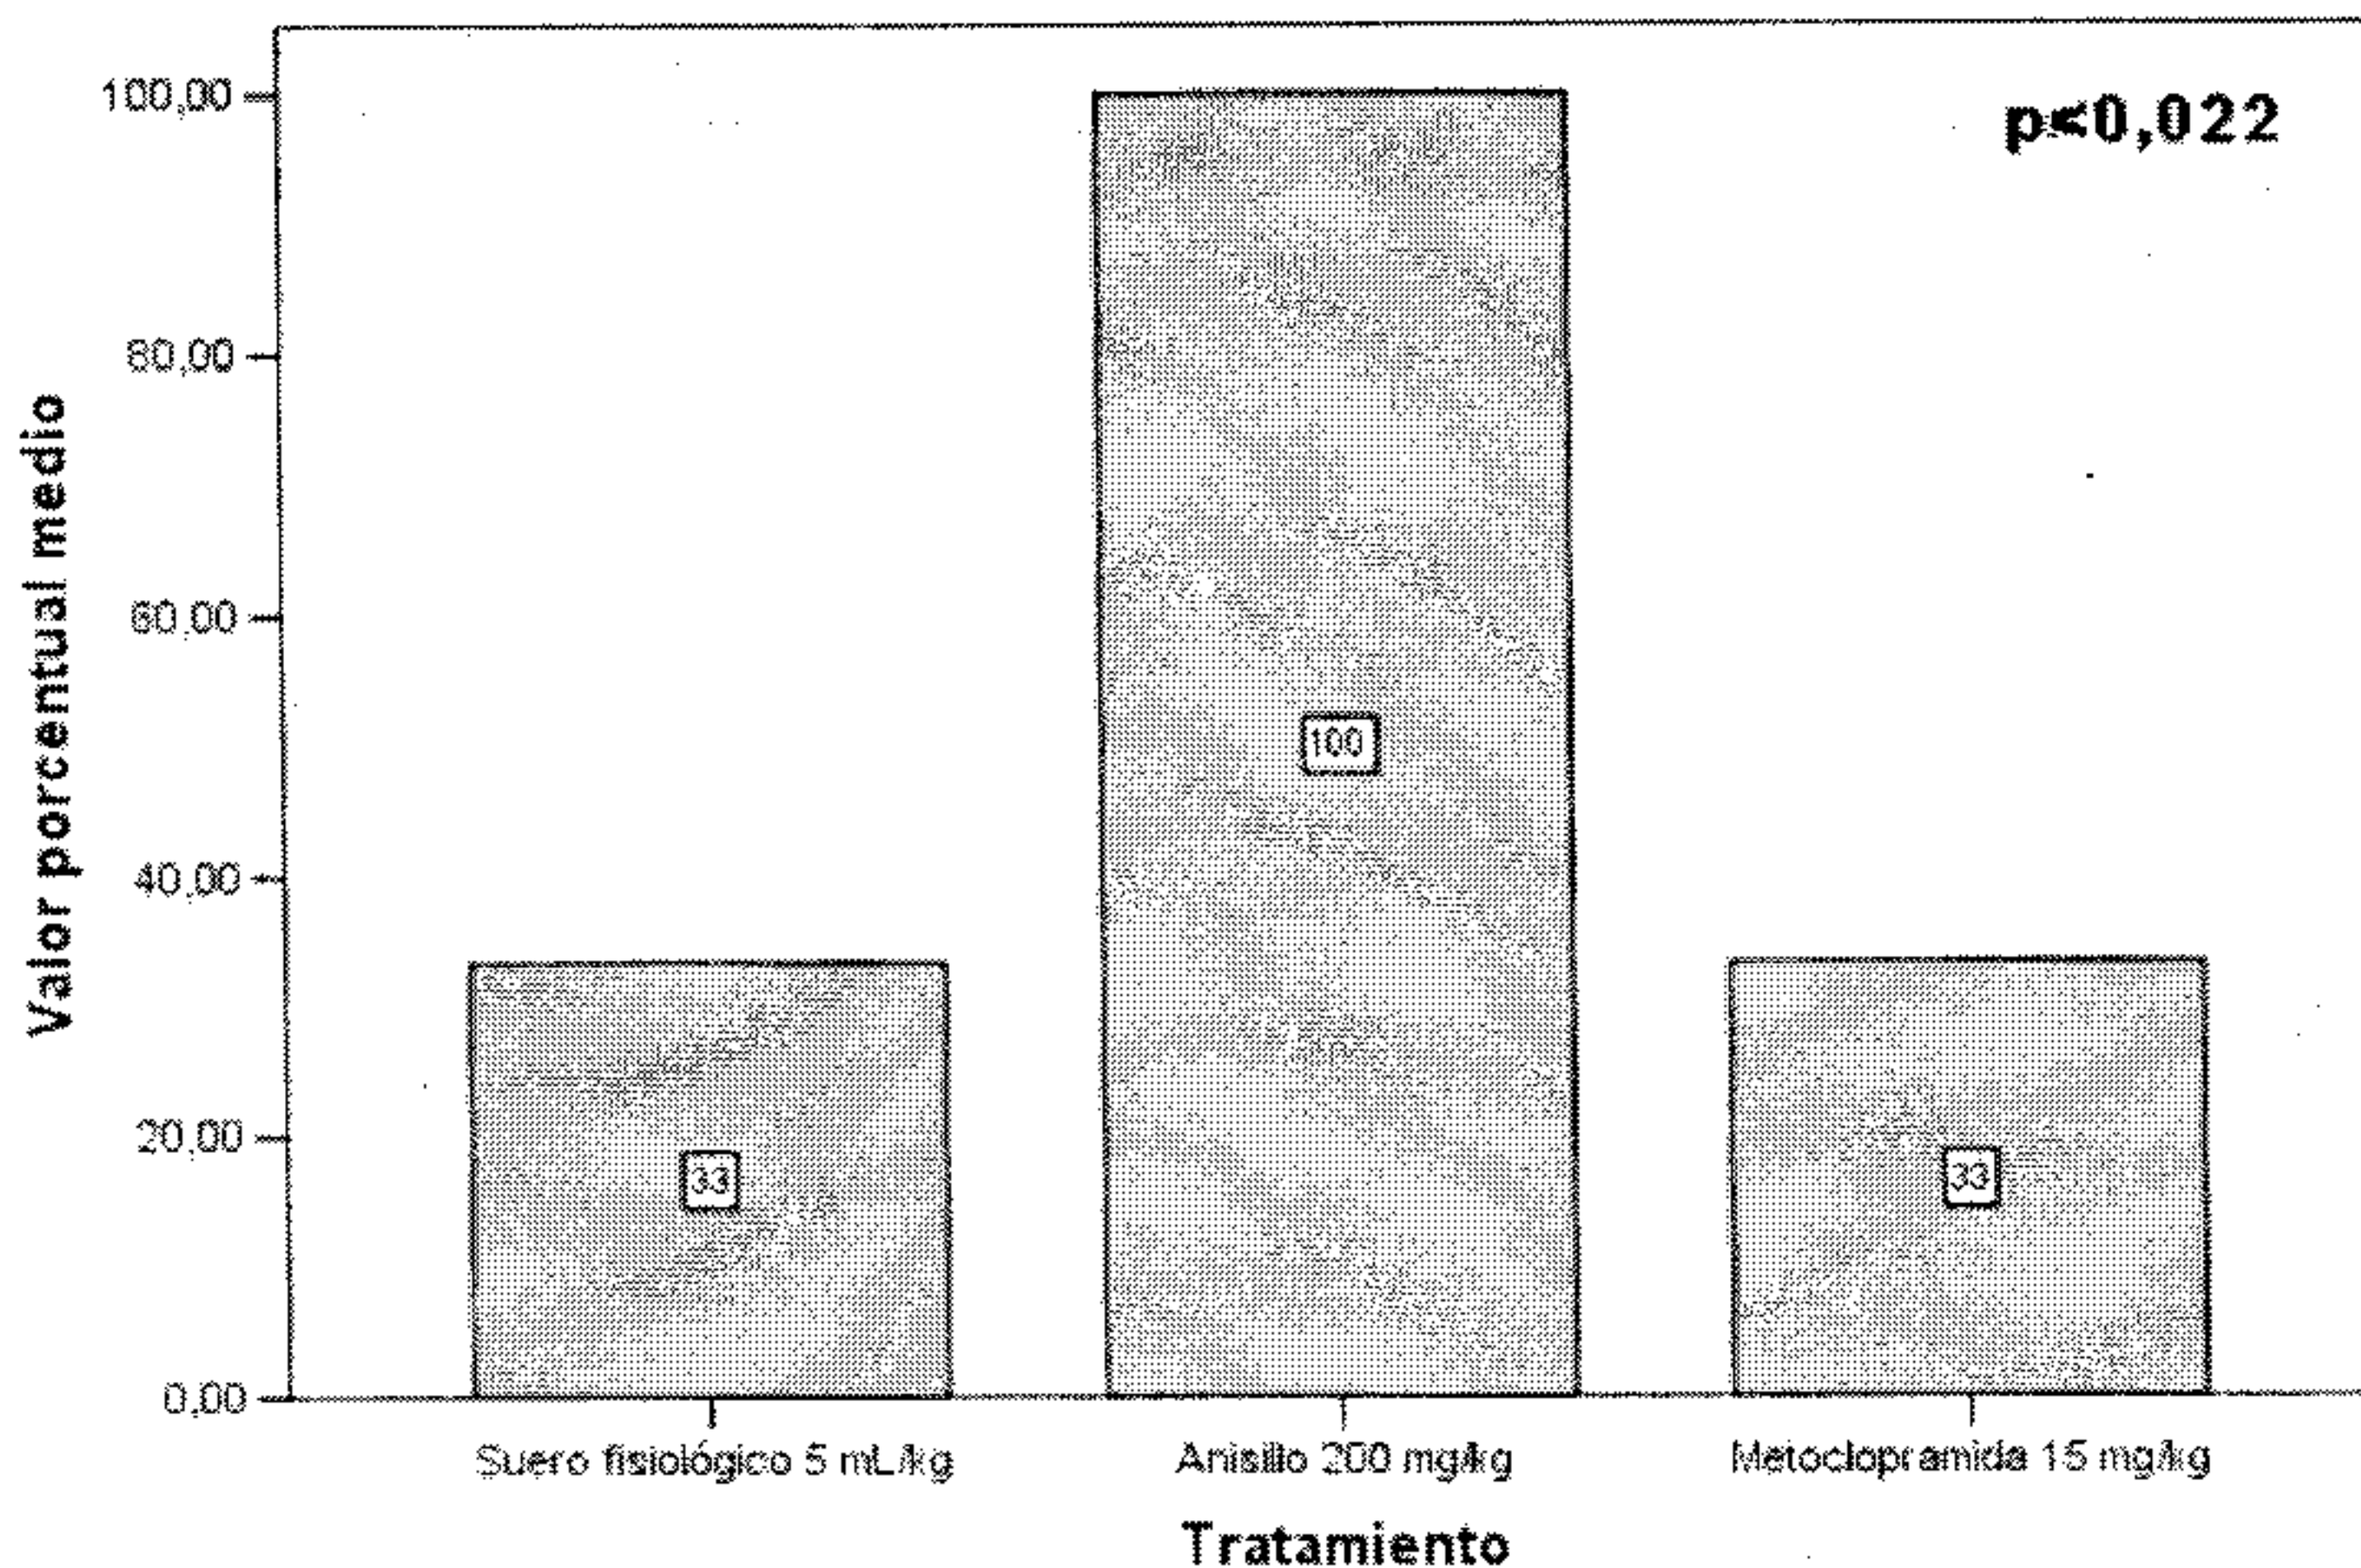 p<0,022
Valor porcentual medio
100,00
80,00
60,00
40,00
20,00
0,00
33
100
33
Suero fisiológico 5 mL/kg
Anisillo 200 mg/kg
Metoclopramida 15 mg/kg
Tratamiento